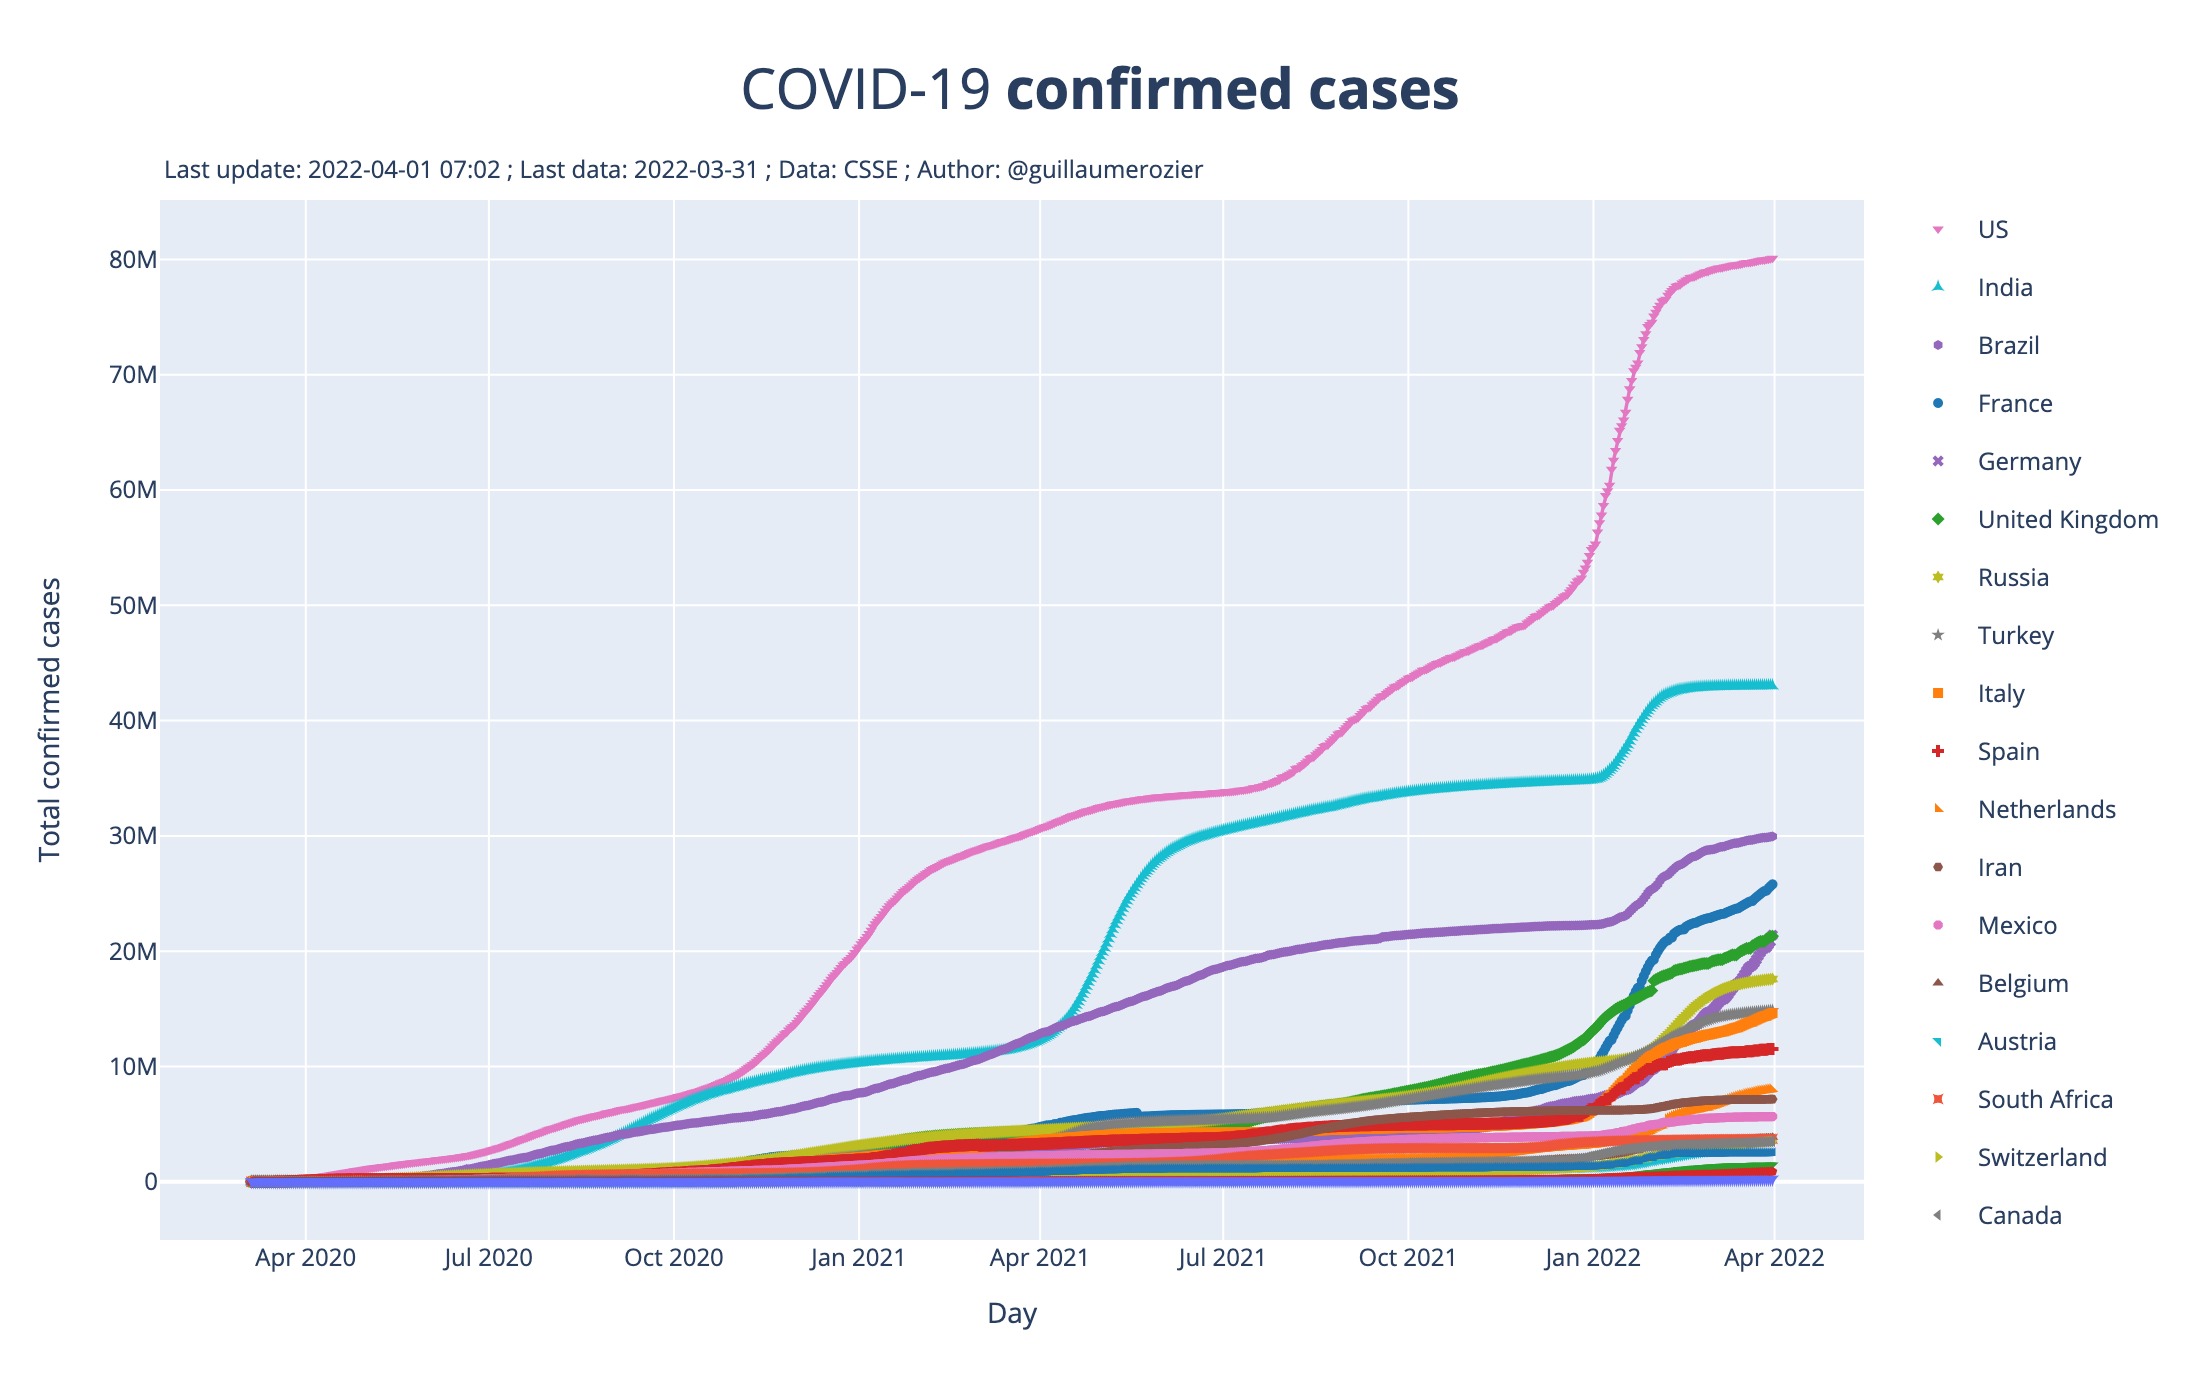 COVID-19 confirmed cases
Last update: 2022-04-01 07:02 ; Last data: 2022-03-31 ; Data: CSSE ; Author: @guillaumerozier
Total confirmed cases
80M
70M
60M
50M
40M
30M
20M
10M
0
Apr 2020
Jul 2020
Oct 2020
Jan 2021
Apr 2021
Jul 2021
Oct 2021
Jan 2022
Apr 2022
Day
US
India
Brazil
France
Germany
United Kingdom
Russia
Turkey
Italy
Spain
Netherlands
Iran
Mexico
Belgium
Austria
South Africa
Switzerland
Canada